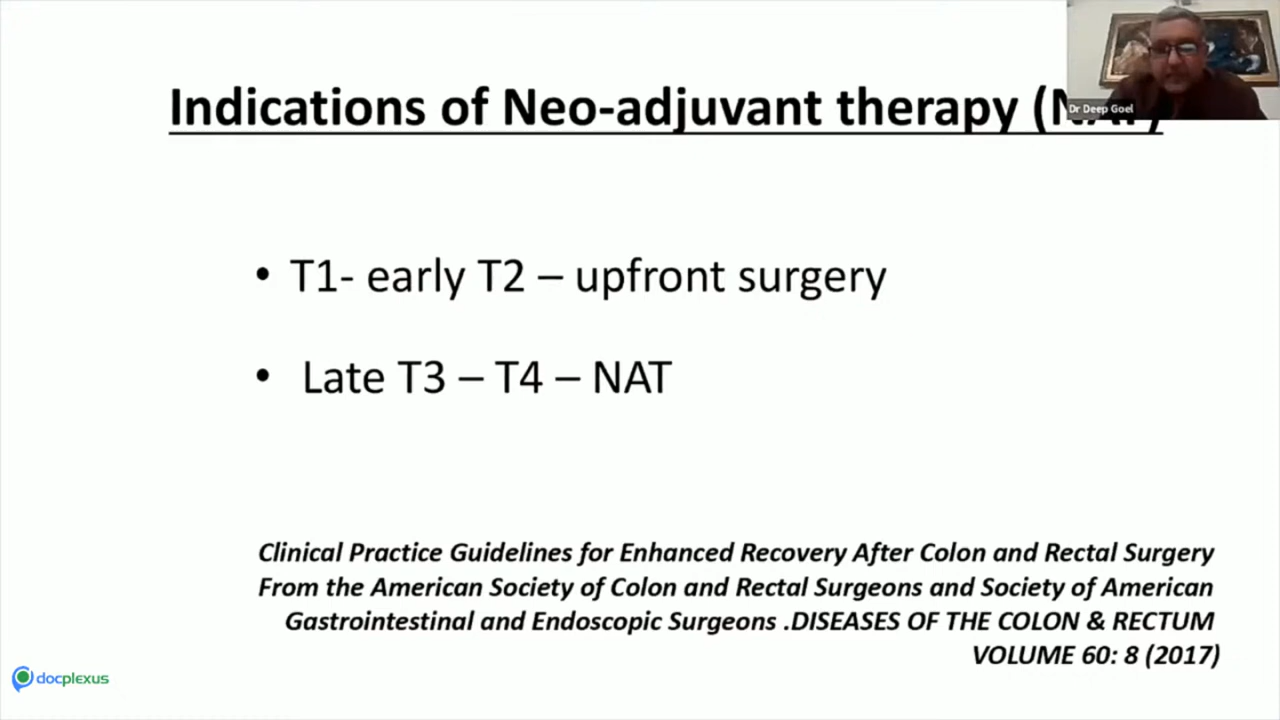 Indications of Neo-adjuvant therapy (NAT)
Dr Deep Goel
• T1- early T2 – upfront surgery
• Late T3 – T4 – NAT
Clinical Practice Guidelines for Enhanced Recovery After Colon and Rectal Surgery
From the American Society of Colon and Rectal Surgeons and Society of American
Gastrointestinal and Endoscopic Surgeons .DISEASES OF THE COLON & RECTUM
VOLUME 60: 8 (2017)
docplexus